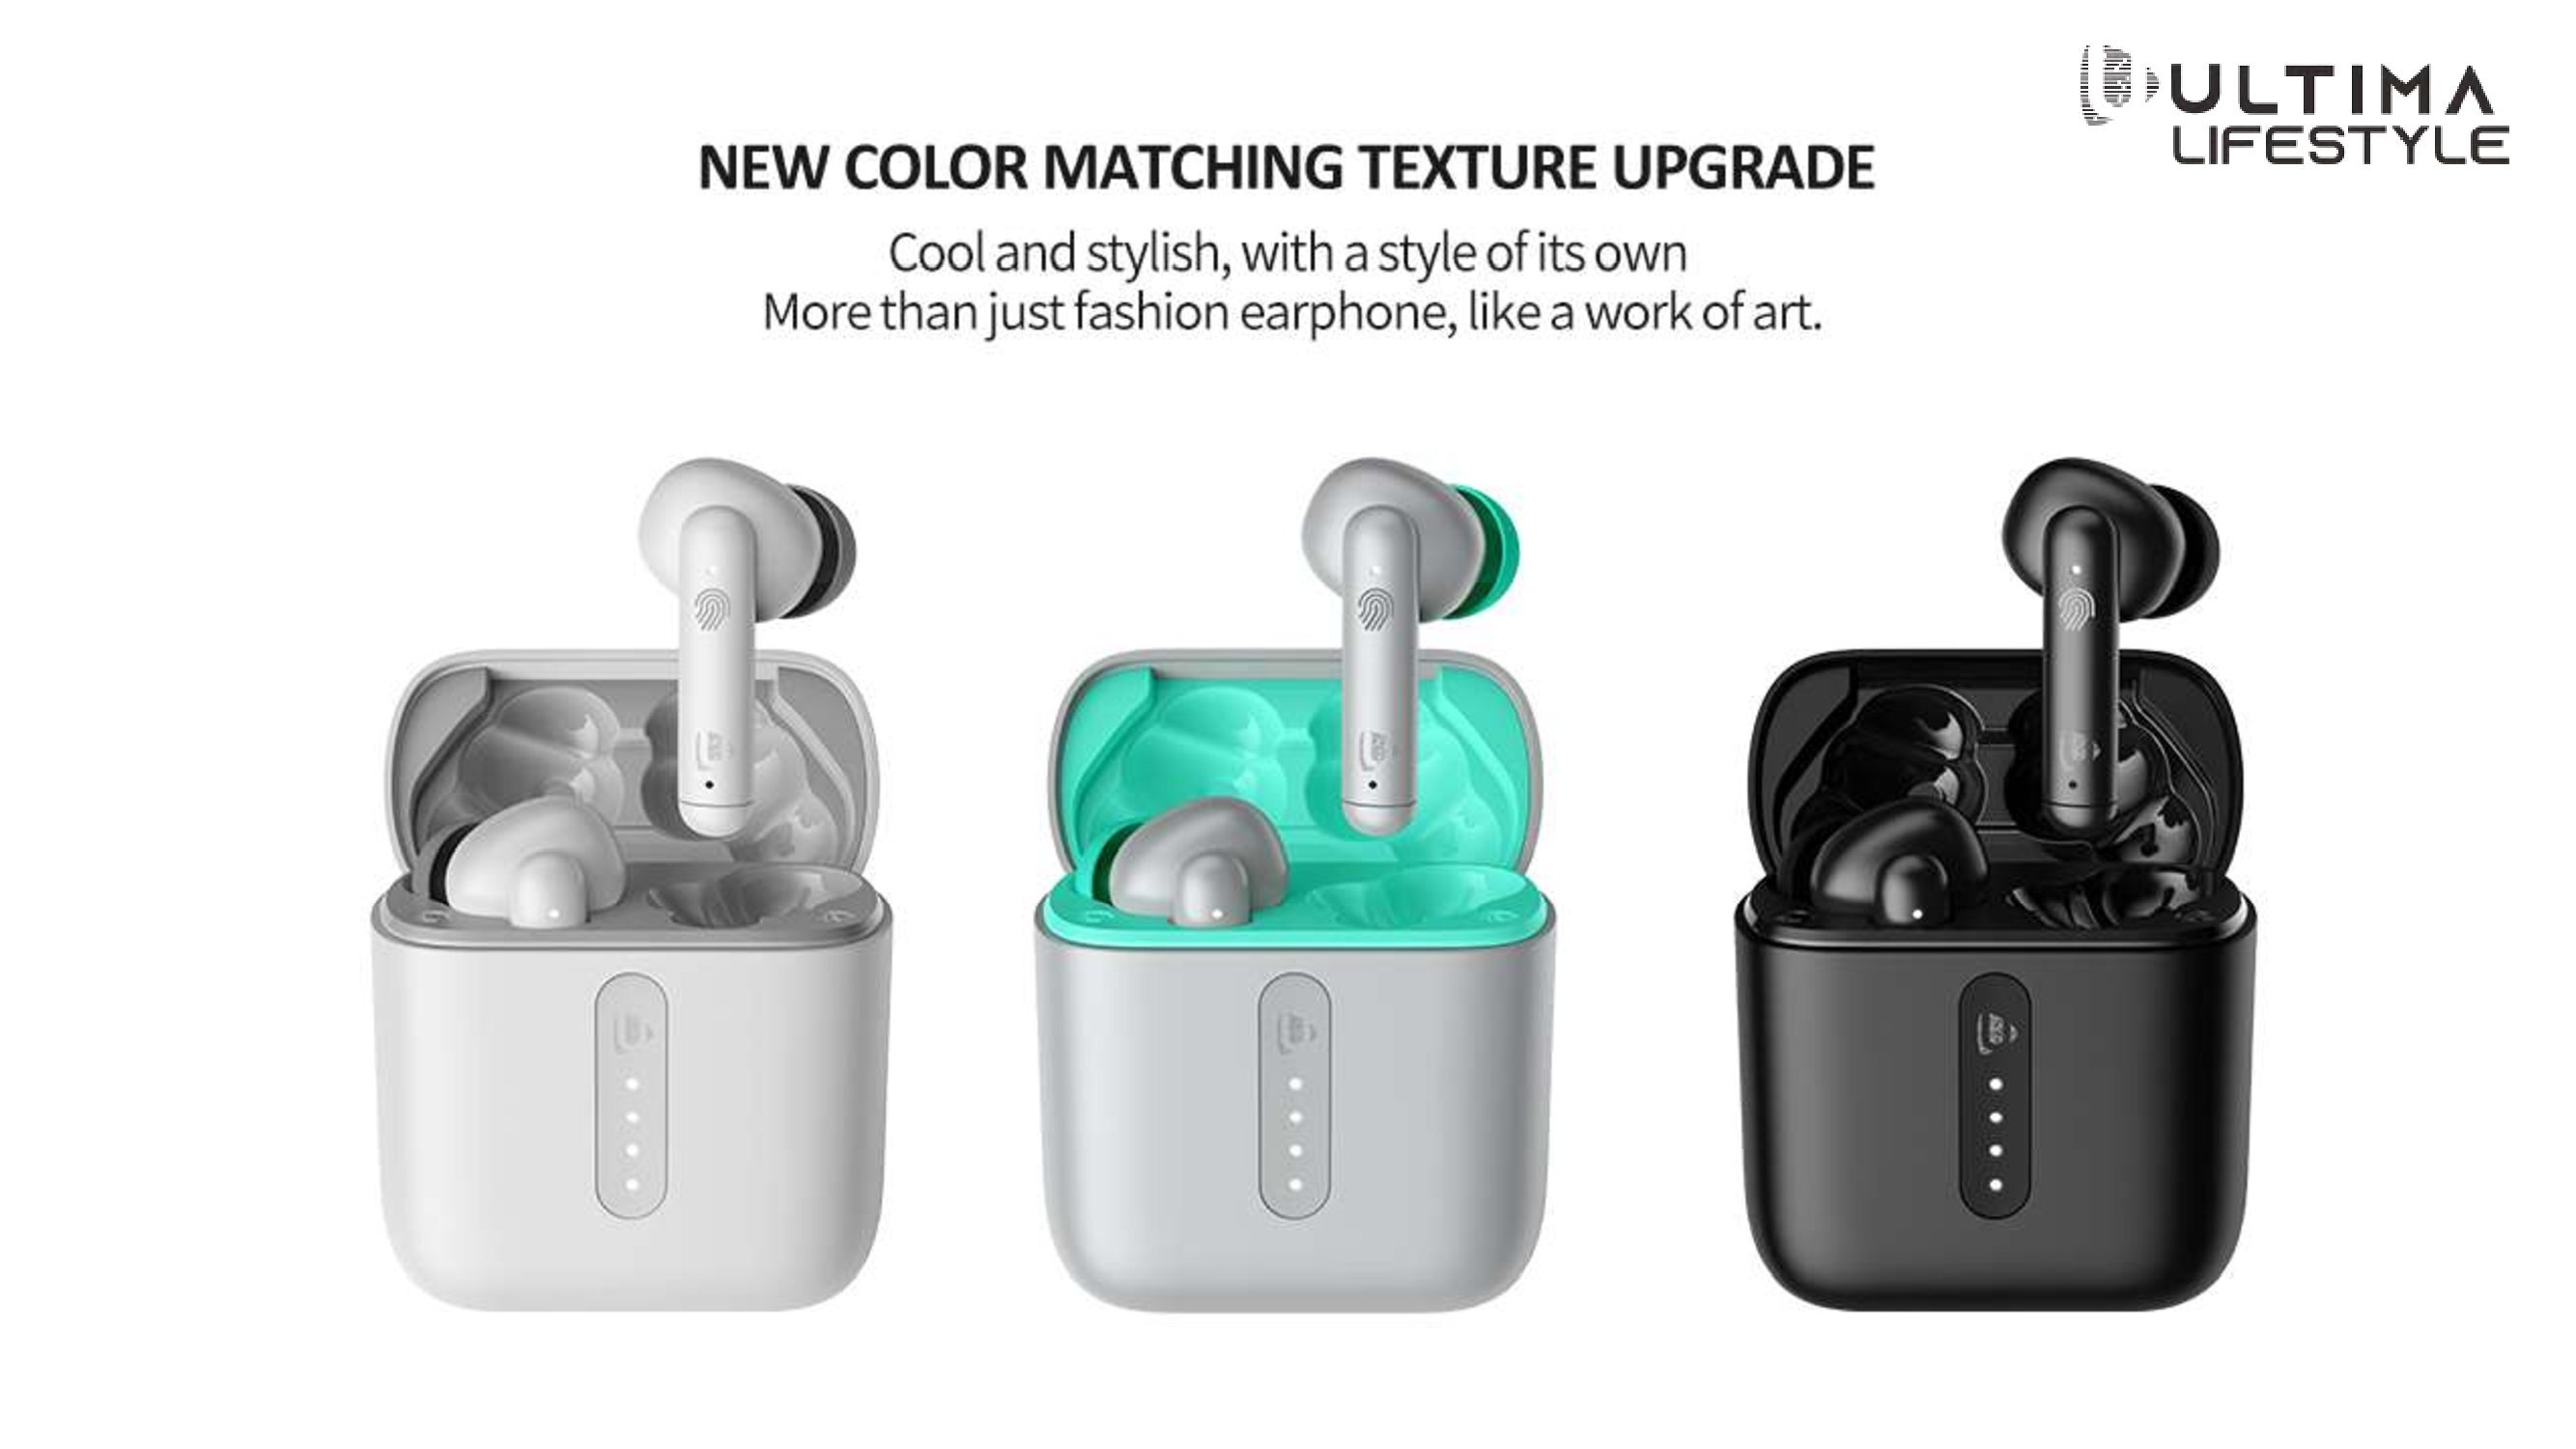 ULTIMA
LIFESTYLE
NEW COLOR MATCHING TEXTURE UPGRADE
Cool and stylish, with a style of its own
More than just fashion earphone, like a work of art.